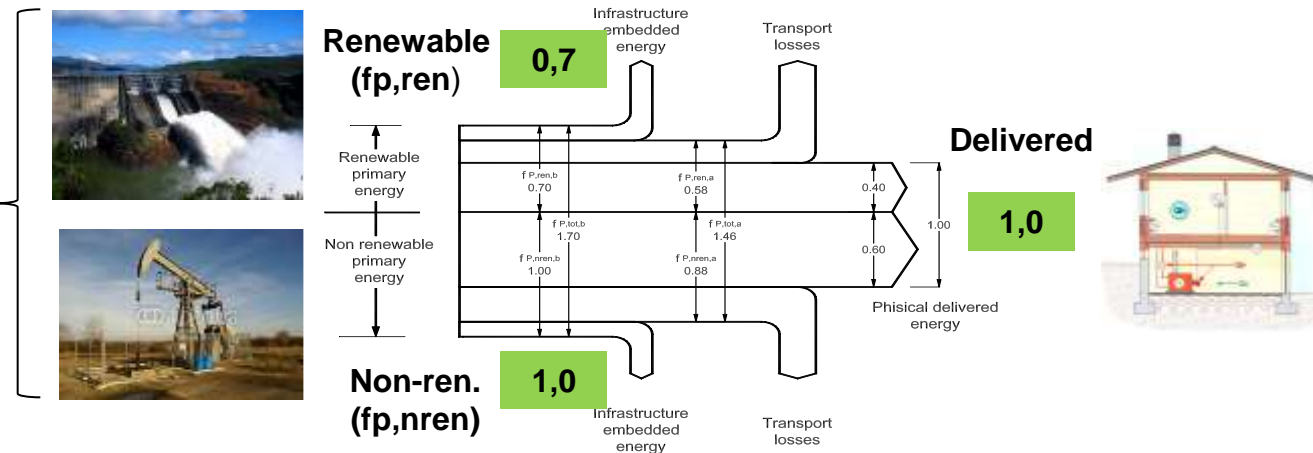 Infrastructure
embedded
energy
Transport
losses
Renewable
(fp,ren)
0,7
Renewable
primary
energy
f P,ren,b
0.70
f P,ren,a
0.58
0.40
Delivered
1,0
f P,tot,b
1.70
f P,tot,a
1.46
1.00
Non renewable
primary
energy
f P,nren,b
1.00
f P,nren,a
0.88
0.60
Phisical delivered
energy
Non-ren.
(fp,nren)
1,0
Infrastructure
embedded
energy
Transport
losses